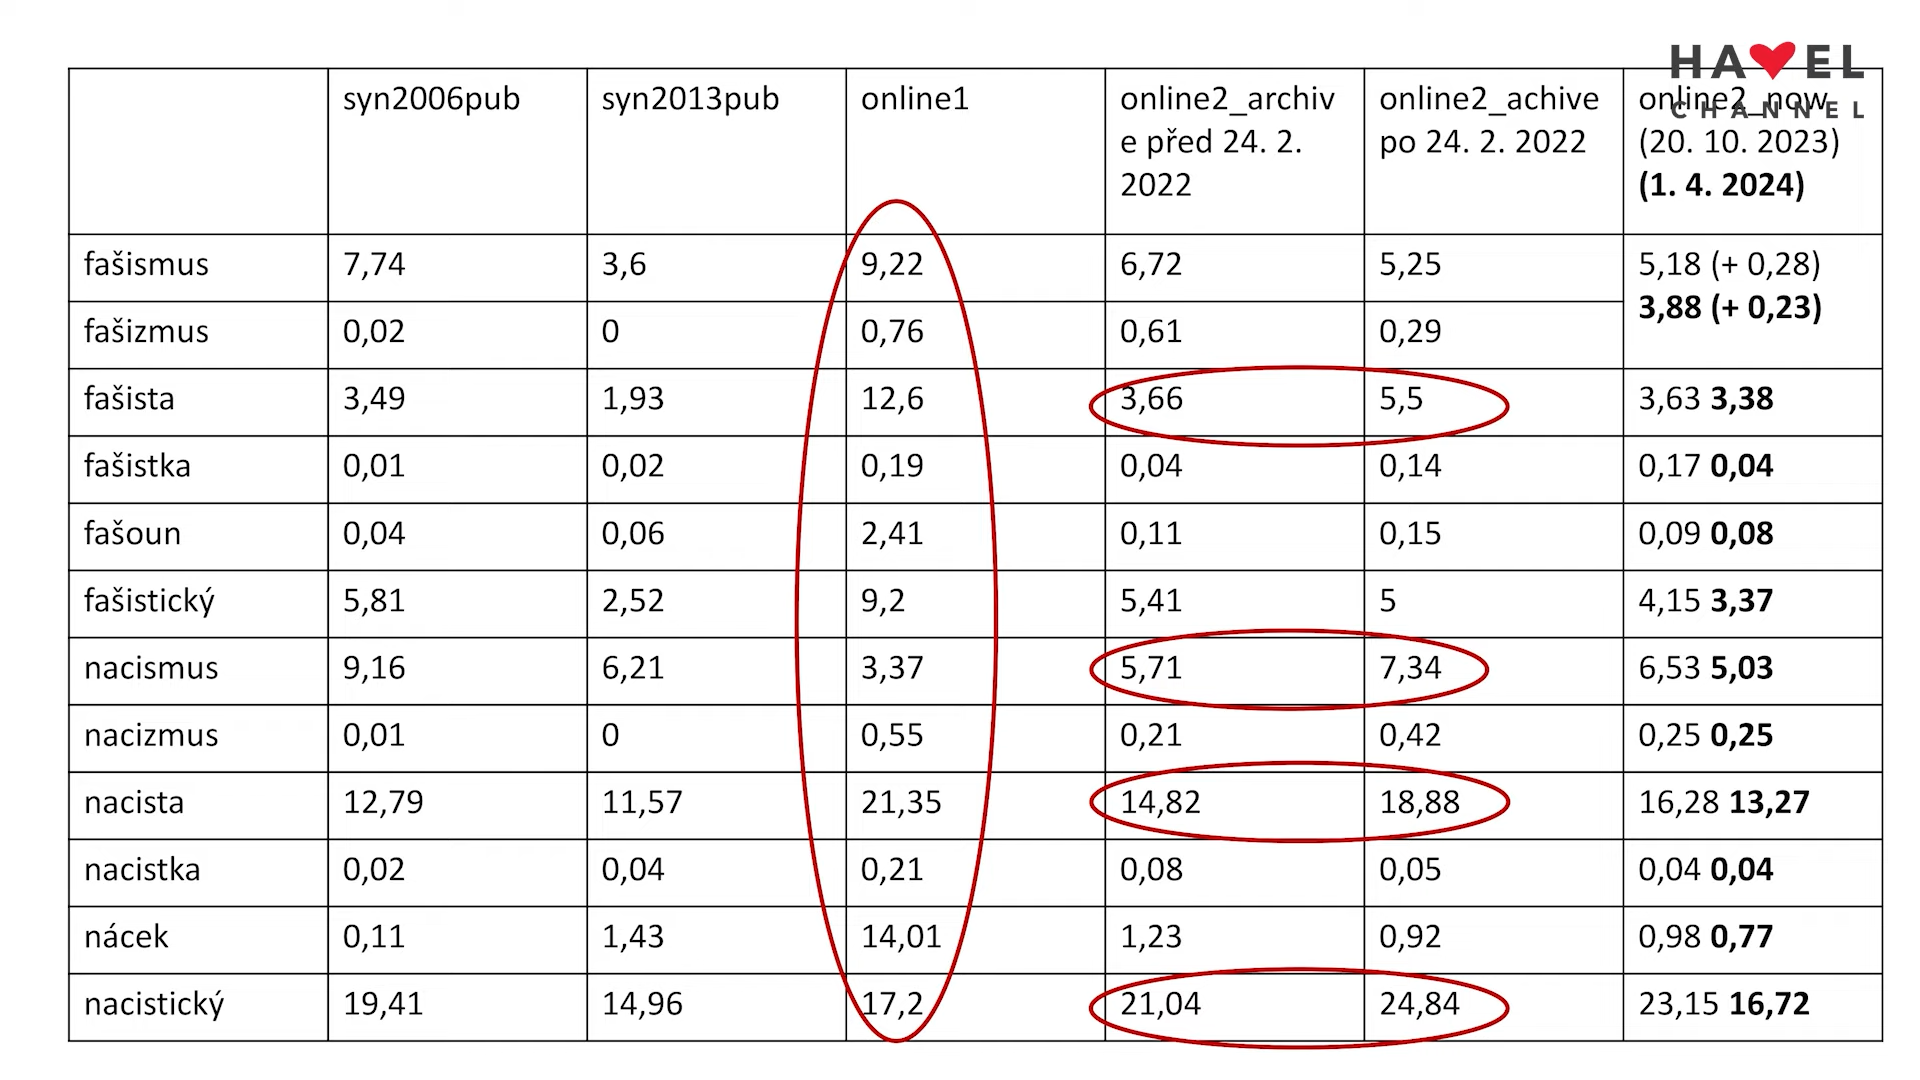 HAVEL
CHANNEL
syn2006pub
syn2013pub
online1
online2_archiv
e před 24. 2.
2022
online2_achive
po 24. 2. 2022
online2_now
(20. 10. 2023)
(1. 4. 2024)
fašismus 7,74 3,6 9,22 6,72 5,25 5,18 (+ 0,28)
3,88 (+ 0,23)
fašizmus 0,02 0 0,76 0,61 0,29
fašista 3,49 1,93 12,6 3,66 5,5 3,63 3,38
fašistka 0,01 0,02 0,19 0,04 0,14 0,17 0,04
fašoun 0,04 0,06 2,41 0,11 0,15 0,09 0,08
fašistický 5,81 2,52 9,2 5,41 5 4,15 3,37
nacismus 9,16 6,21 3,37 5,71 7,34 6,53 5,03
nacizmus 0,01 0 0,55 0,21 0,42 0,25 0,25
nacista 12,79 11,57 21,35 14,82 18,88 16,28 13,27
nacistka 0,02 0,04 0,21 0,08 0,05 0,04 0,04
nácek 0,11 1,43 14,01 1,23 0,92 0,98 0,77
nacistický 19,41 14,96 17,2 21,04 24,84 23,15 16,72